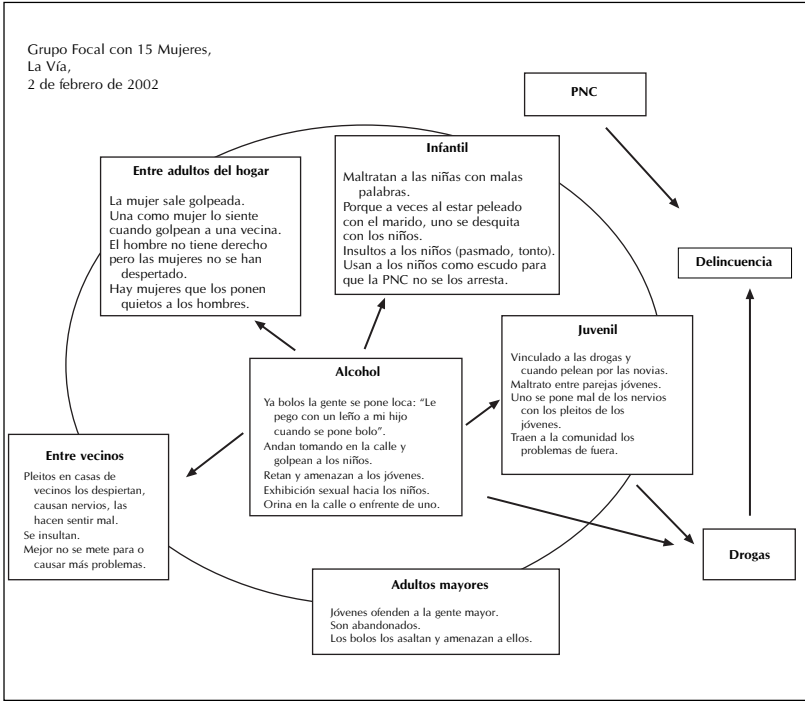 Grupo Focal con 15 Mujeres,
La Vía,
2 de febrero de 2002
PNC
Infantil
Maltratan a las niñas con malas
palabras.
Porque a veces al estar peleado
con el marido, uno se desquita
con los niños.
Insultos a los niños (pasmado, tonto).
Usan a los niños como escudo para
que la PNC no se los arresta.
Entre adultos del hogar
La mujer sale golpeada.
Una como mujer lo siente
cuando golpean a una vecina.
El hombre no tiene derecho
pero las mujeres no se han
despertado.
Hay mujeres que los ponen
quietos a los hombres.
Delincuencia
Juvenil
Vinculado a las drogas y
cuando pelean por las novias.
Maltrato entre parejas jóvenes.
Uno se pone mal de los nervios
con los pleitos de los
jóvenes.
Traen a la comunidad los
problemas de fuera.
Alcohol
Ya bolos la gente se pone loca: “Le
pego con un leño a mi hijo
cuando se pone bolo”.
Andan tomando en la calle y
golpean a los niños.
Retan y amenazan a los jóvenes.
Exhibición sexual hacia los niños.
Orina en la calle o enfrente de uno.
Entre vecinos
Pleitos en casas de
vecinos los despiertan,
causan nervios, las
hacen sentir mal.
Se insultan.
Mejor no se mete para o
causar más problemas.
Drogas
Adultos mayores
Jóvenes ofenden a la gente mayor.
Son abandonados.
Los bolos los asaltan y amenazan a ellos.